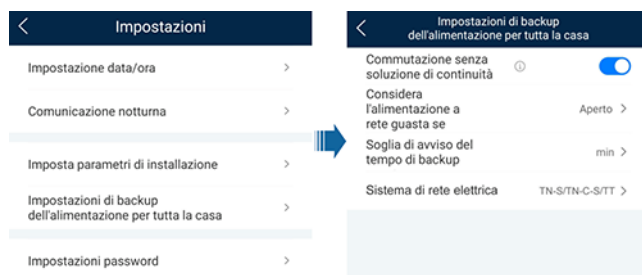 Impostazioni
Impostazione data/ora
Comunicazione notturna
Imposta parametri di installazione
Impostazioni di backup
dell'alimentazione per tutta la casa
Impostazioni password
Impostazioni di backup
dell'alimentazione per tutta la casa
Commutazione senza
soluzione di continuità
Considera
l'alimentazione a
rete guasta se
Aperto
Soglia di avviso del
tempo di backup
min
Sistema di rete elettrica
TN-S/TN-C-S/TT